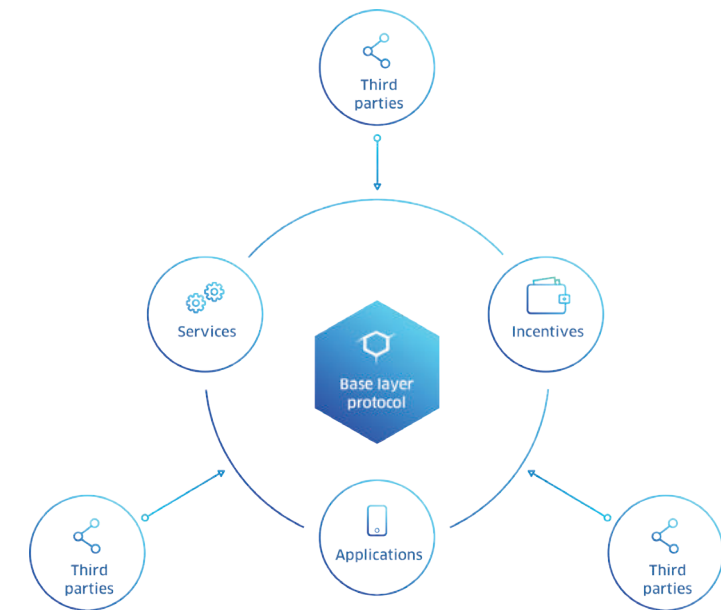 Third
parties
Services
Incentives
Base layer
protocol
Applications
Third
parties
Third
parties